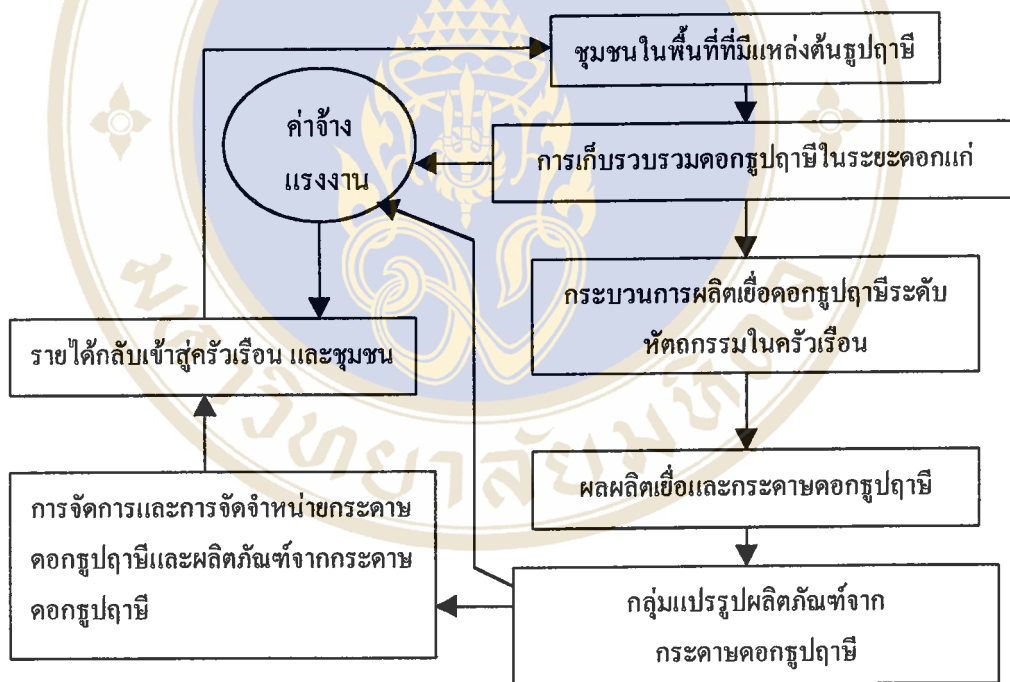 ชุมชนในพื้นที่ที่มีแหล่งต้นธูปฤาษี
ค่าจ้าง
แรงงาน
การเก็บรวบรวมดอกธูปฤาษีในระยะดอกแก่
กระบวนการผลิตเยื่อดอกธูปฤาษีระดับ
หัตถกรรมในครัวเรือน
รายได้กลับเข้าสู่ครัวเรือน และชุมชน
ผลผลิตเยื่อและกระดาษดอกธูปฤาษี
การจัดการและการจัดจำหน่ายกระดาษ
ดอกธูปฤาษีและผลิตภัณฑ์จากกระดาษ
ดอกธูปฤาษี
กลุ่มแปรรูปผลิตภัณฑ์จาก
กระดาษดอกธูปฤาษี
มหาวิทยาลัยมหิดล